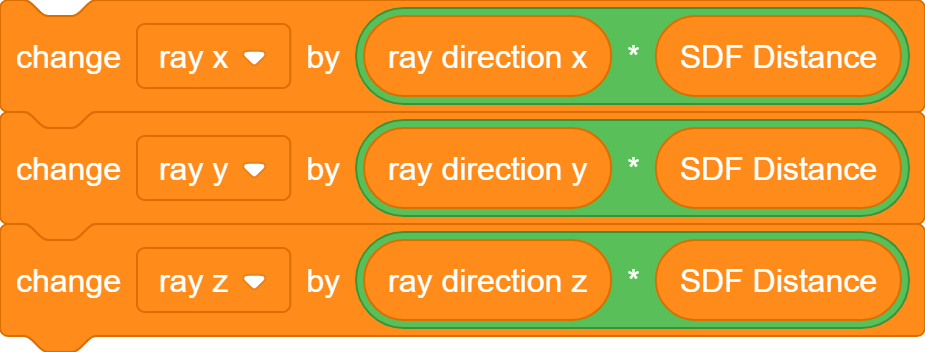 change ray x by ray direction x * SDF Distance
change ray y by ray direction y * SDF Distance
change ray z by ray direction z * SDF Distance